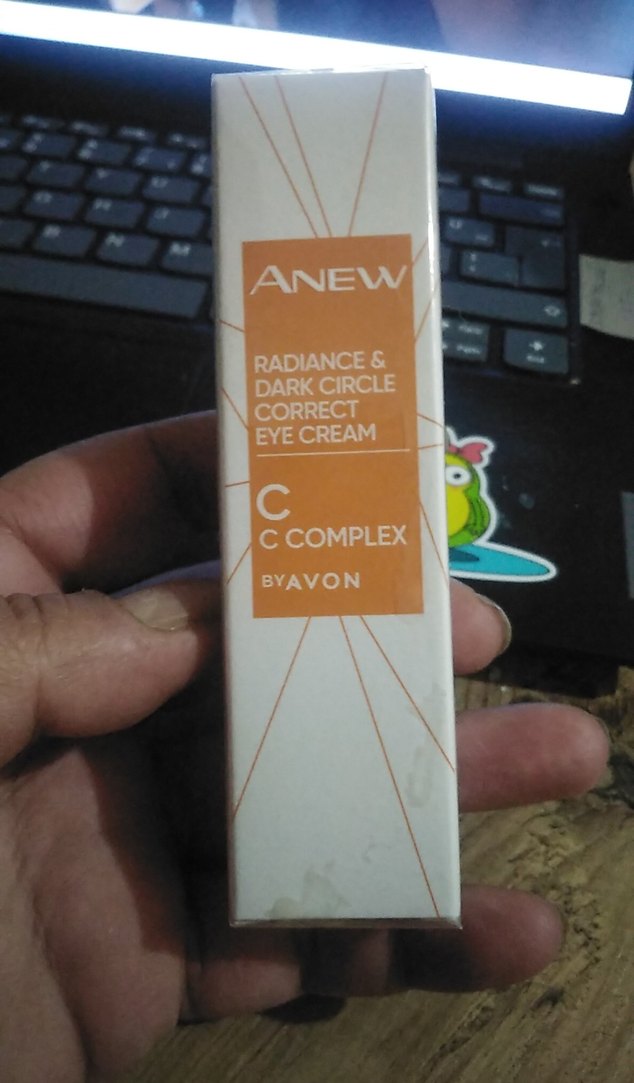 ANEW
RADIANCE &
DARK CIRCLE
CORRECT
EYE CREAM
C
C COMPLEX
BY AVON
U
H
J
B
N
M